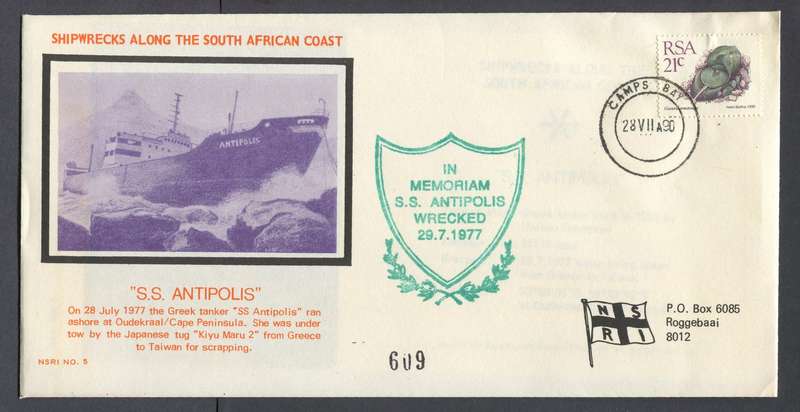 SHIPWRECKS ALONG THE SOUTH AFRICAN COAST
ANTIPOLIS
"S.S. ANTIPOLIS"
On 28 July 1977 the Greek tanker "SS Antipolis" ran
ashore at Oudekraal/Cape Peninsula. She was under
tow by the Japanese tug "Kiyu Maru 2" from Greece
to Taiwan for scrapping.
NSRI NO. 5
IN
MEMORIAM
S.S. ANTIPOLIS
WRECKED
29.7.1977
609
RSA
21c
CAMPS BAY
28VII90
N S
R I
P.O. Box 6085
Roggebaai
8012